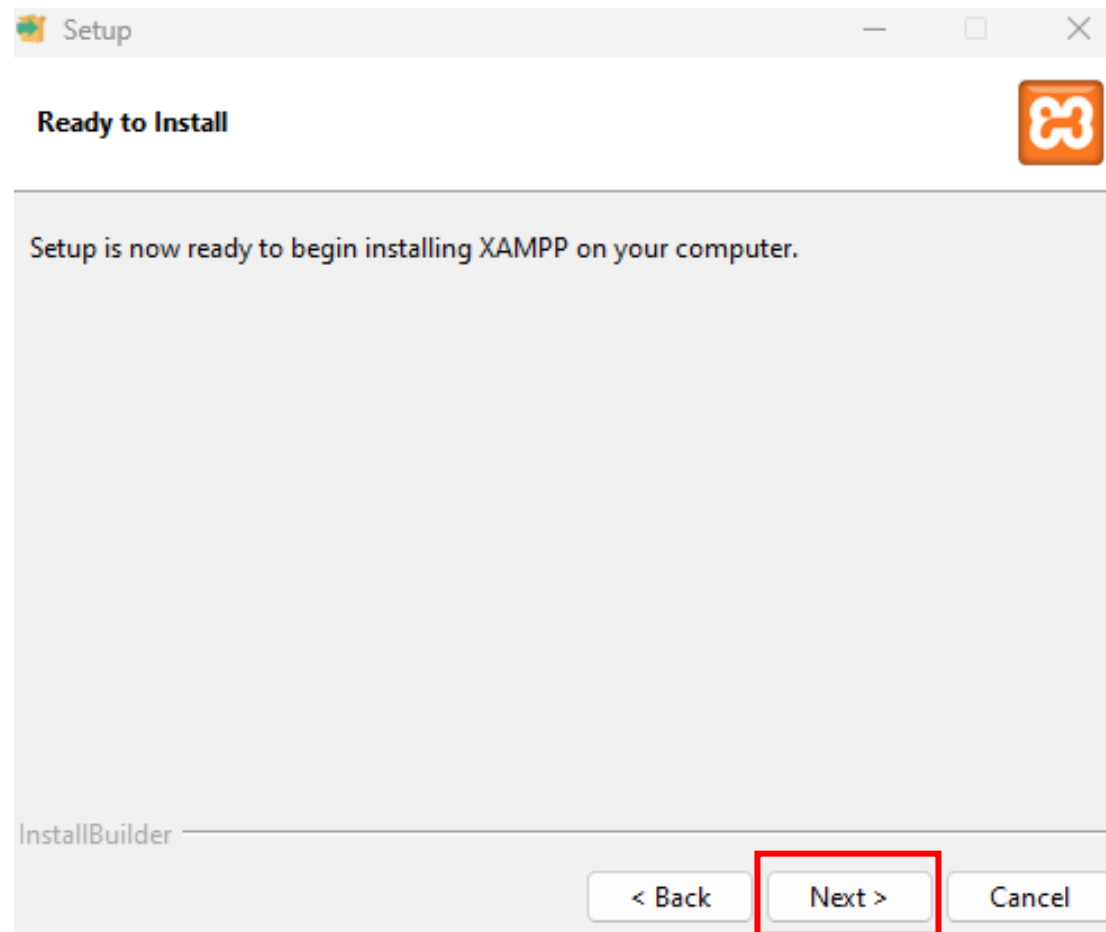 Setup
Ready to Install
Setup is now ready to begin installing XAMPP on your computer.
InstallBuilder
< Back Next > Cancel